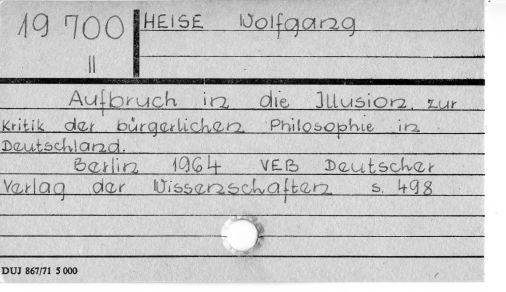 19 700
II
HEISE Wolfgang
Aufbruch in die Illusion. zur
Kritik der bürgerlichen Philosophie in
Deutschland.
Berlin 1964 VEB Deutscher
Verlag der Wissenschaften s. 498
DUJ 867/71 5 000